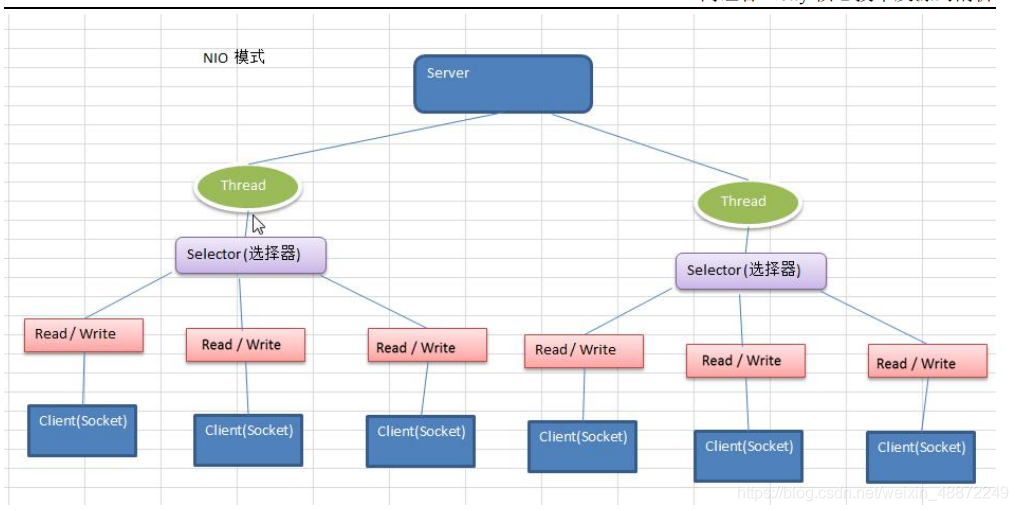 NIO 模式
Server
Thread
Thread
Selector(选择器)
Selector(选择器)
Read / Write
Read / Write
Read / Write
Read / Write
Read / Write
Read / Write
Client(Socket)
Client(Socket)
Client(Socket)
Client(Socket)
Client(Socket)
Client(Socket)
https://blog.csdn.net/weixin_48872249